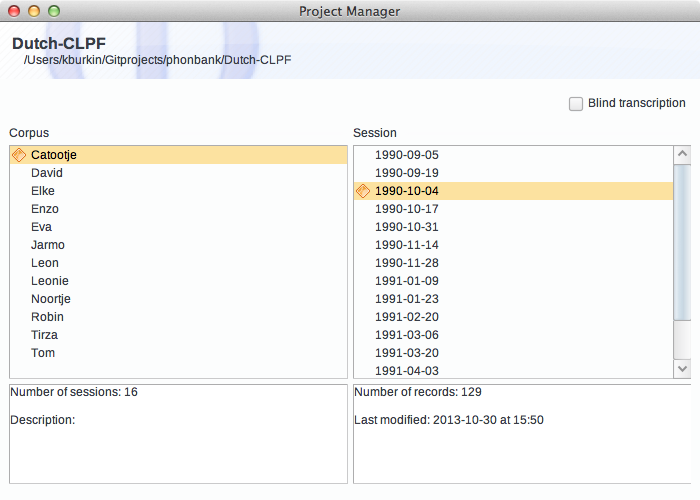 Project Manager
Dutch-CLPF
/Users/kburkin/Gitprojects/phonbank/Dutch-CLPF
Blind transcription
Corpus
Catootje
David
Elke
Enzo
Eva
Jarmo
Leon
Leonie
Noortje
Robin
Tirza
Tom
Number of sessions: 16
Description:
Session
1990-09-05
1990-09-19
1990-10-04
1990-10-17
1990-10-31
1990-11-14
1990-11-28
1991-01-09
1991-01-23
1991-02-20
1991-03-06
1991-03-20
1991-04-03
Number of records: 129
Last modified: 2013-10-30 at 15:50